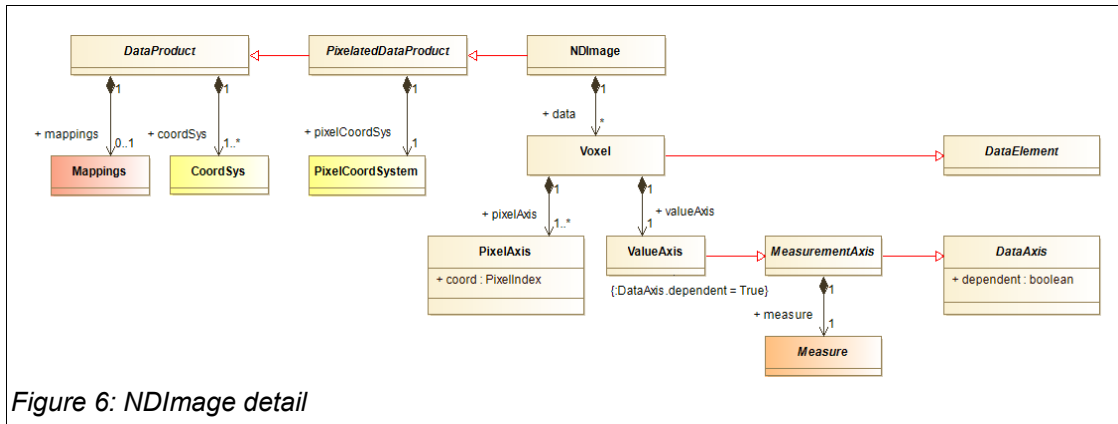 DataProduct
PixelatedDataProduct
NDImage
1
1
1
1
+ mappings
+ coordSys
+ pixelCoordSys
+ data
0..1
1..*
1
*
Mappings
CoordSys
PixelCoordSystem
Voxel
DataElement
1
1
+ pixelAxis
+ valueAxis
1..*
1
PixelAxis
ValueAxis
MeasurementAxis
DataAxis
+ coord : PixelIndex
+ dependent : boolean
{:DataAxis.dependent = True}
1
+ measure
1
Measure
Figure 6: NDImage detail